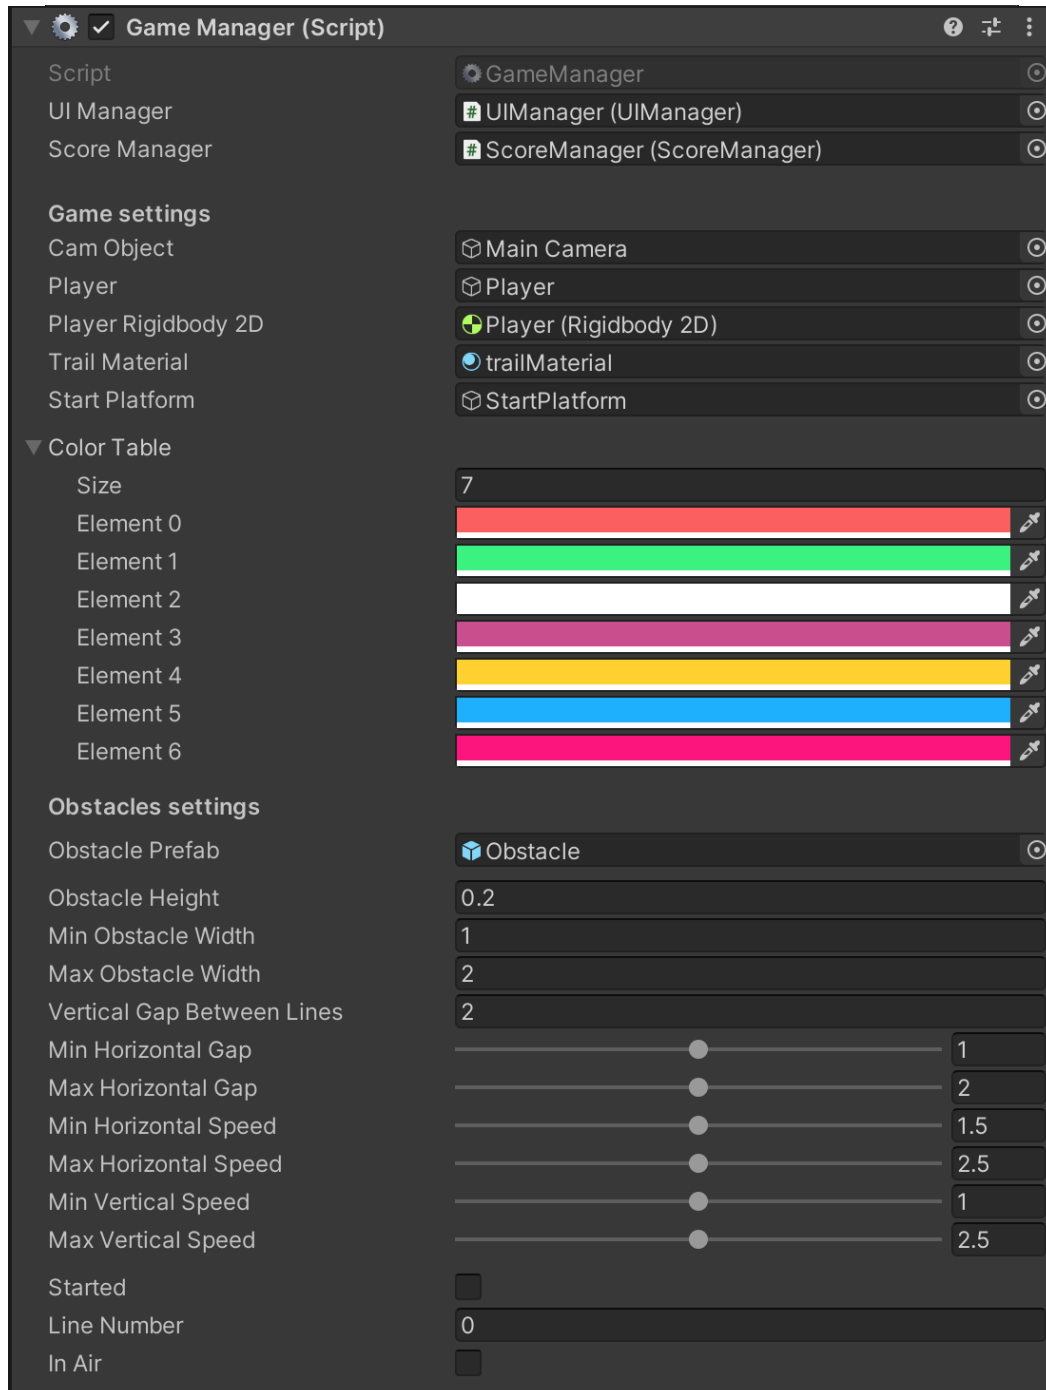 Game Manager (Script)
Script GameManager
UI Manager UIManager (UIManager)
Score Manager ScoreManager (ScoreManager)
Game settings
Cam Object Main Camera
Player Player
Player Rigidbody 2D Player (Rigidbody 2D)
Trail Material trailMaterial
Start Platform StartPlatform
Color Table
Size 7
Element 0
Element 1
Element 2
Element 3
Element 4
Element 5
Element 6
Obstacles settings
Obstacle Prefab Obstacle
Obstacle Height 0.2
Min Obstacle Width 1
Max Obstacle Width 2
Vertical Gap Between Lines 2
Min Horizontal Gap 1
Max Horizontal Gap 2
Min Horizontal Speed 1.5
Max Horizontal Speed 2.5
Min Vertical Speed 1
Max Vertical Speed 2.5
Started
Line Number 0
In Air